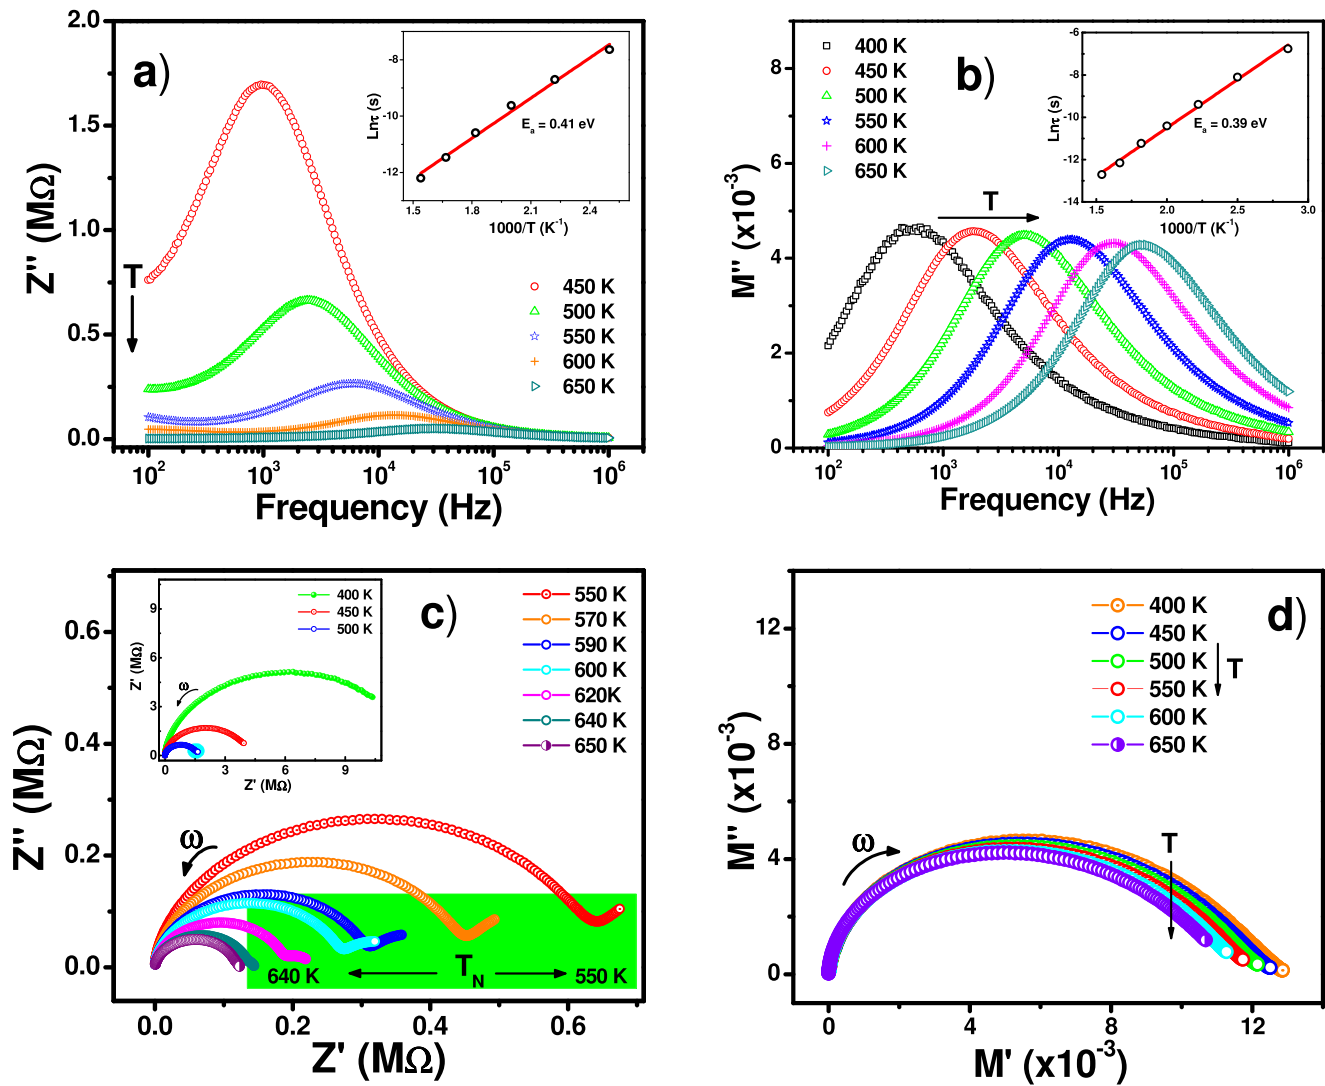 a)
Z'' (MΩ)
2.0
1.5
1.0
0.5
0.0
10² 10³ 10⁴ 10⁵ 10⁶
Frequency (Hz)
T
450 K
500 K
550 K
600 K
650 K
Lnτ (s)
-8
-10
-12
1.5 1.8 2.1 2.4
1000/T (K⁻¹)
Eₐ = 0.41 eV
b)
M'' (x10⁻³)
8
6
4
2
0
10² 10³ 10⁴ 10⁵ 10⁶
Frequency (Hz)
T
400 K
450 K
500 K
550 K
600 K
650 K
Lnτ (s)
-6
-8
-10
-12
-14
1.5 2.0 2.5 3.0
1000/T (K⁻¹)
Eₐ = 0.39 eV
c)
Z'' (MΩ)
0.6
0.4
0.2
0.0
0.0 0.2 0.4 0.6
Z' (MΩ)
ω
550 K
570 K
590 K
600 K
620K
640 K
650 K
640 K T_N 550 K
Z' (MΩ)
9
6
3
0
0 3 6 9
Z' (MΩ)
ω
400 K
450 K
500 K
d)
M'' (x10⁻³)
12
8
4
0
0 4 8 12
M' (x10⁻³)
ω
T
400 K
450 K
500 K
550 K
600 K
650 K
T